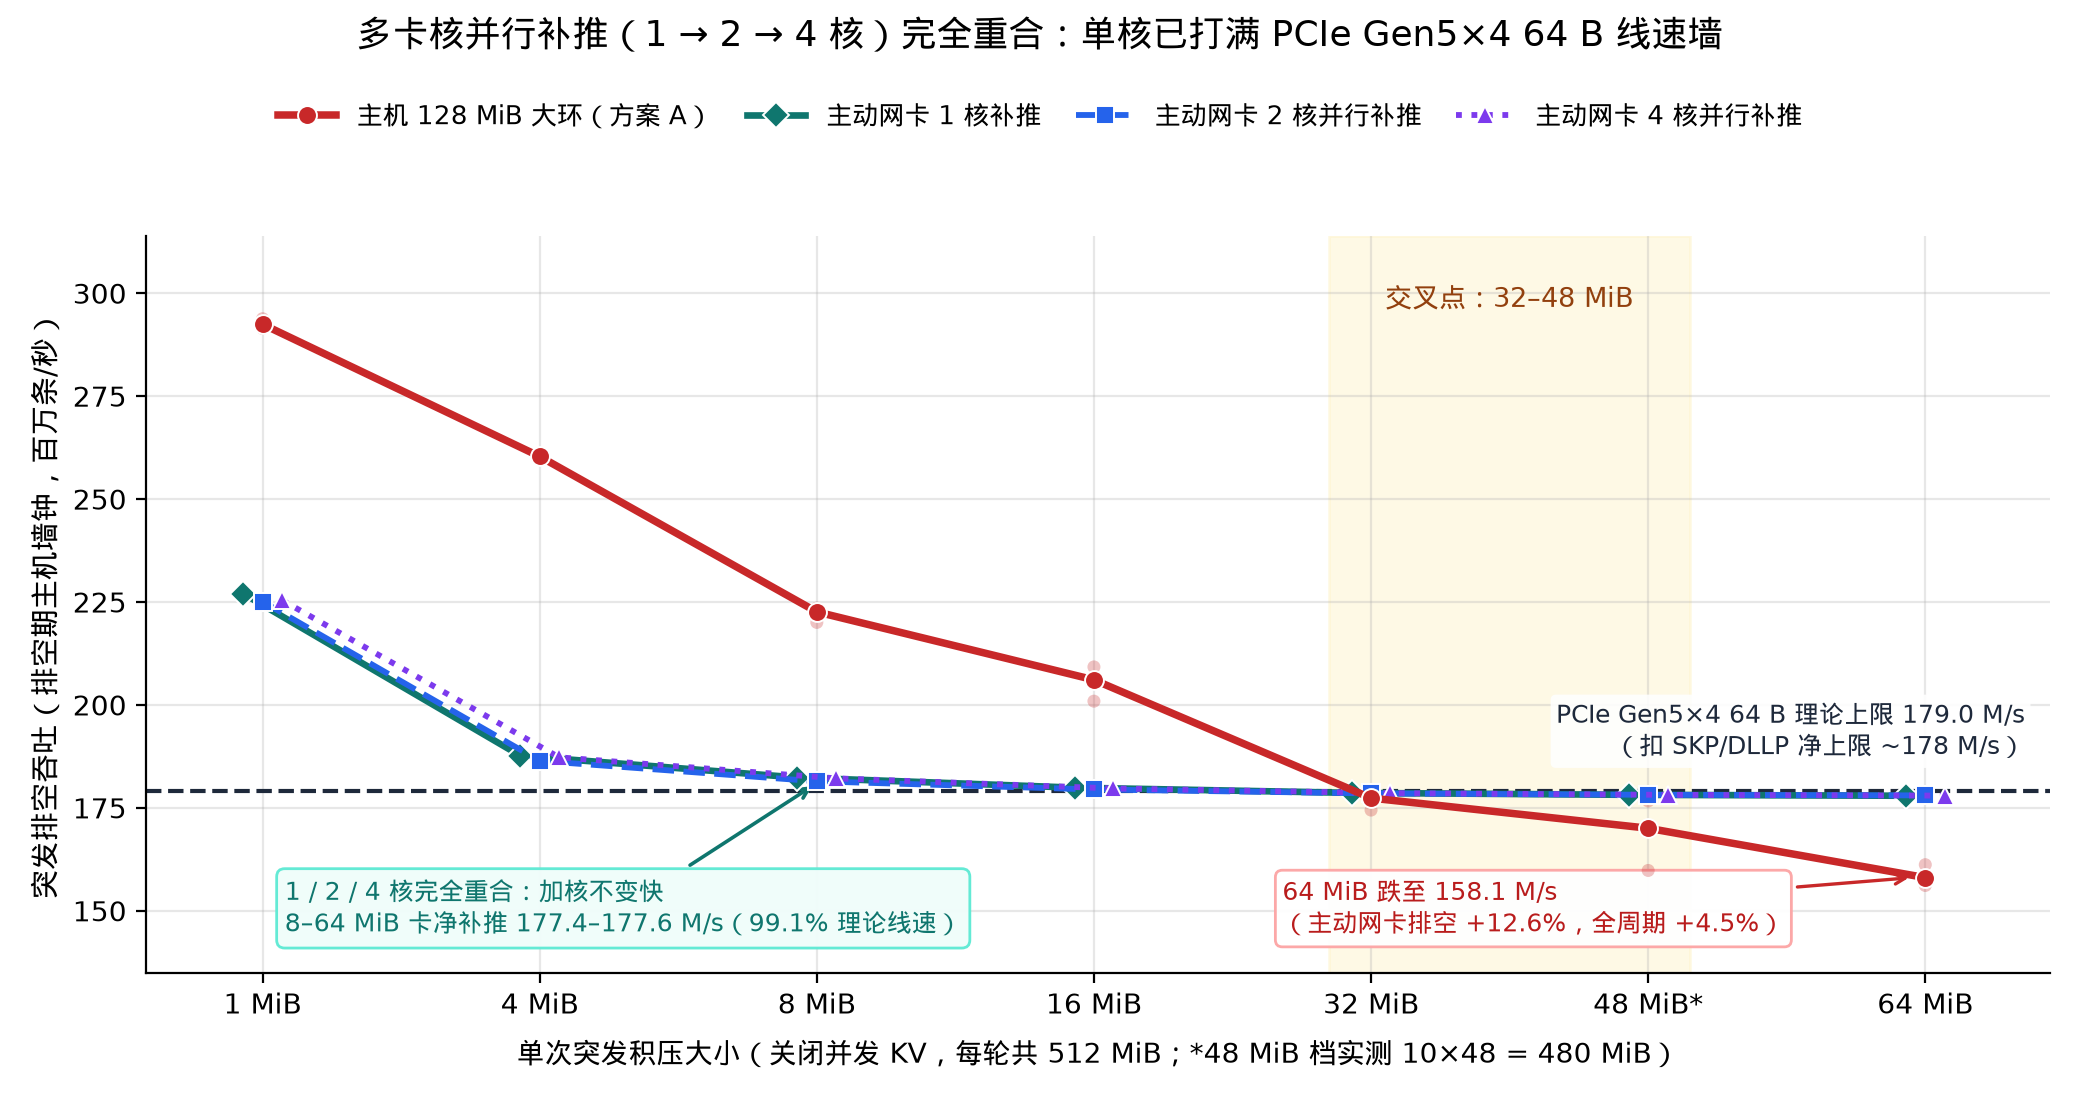 多卡核并行补推（1 → 2 → 4 核）完全重合：单核已打满 PCIe Gen5×4 64 B 线速墙
主机 128 MiB 大环（方案 A）
主动网卡 1 核补推
主动网卡 2 核并行补推
主动网卡 4 核并行补推
突发排空吞吐（排空期主机墙钟，百万条/秒）
300
275
250
225
200
175
150
交叉点：32–48 MiB
PCIe Gen5×4 64 B 理论上限 179.0 M/s
（扣 SKP/DLLP 净上限 ~178 M/s）
1 / 2 / 4 核完全重合：加核不变快
8–64 MiB 卡净补推 177.4–177.6 M/s（99.1% 理论线速）
64 MiB 跌至 158.1 M/s
（主动网卡排空 +12.6%，全周期 +4.5%）
1 MiB
4 MiB
8 MiB
16 MiB
32 MiB
48 MiB*
64 MiB
单次突发积压大小（关闭并发 KV，每轮共 512 MiB；*48 MiB 档实测 10×48 = 480 MiB）